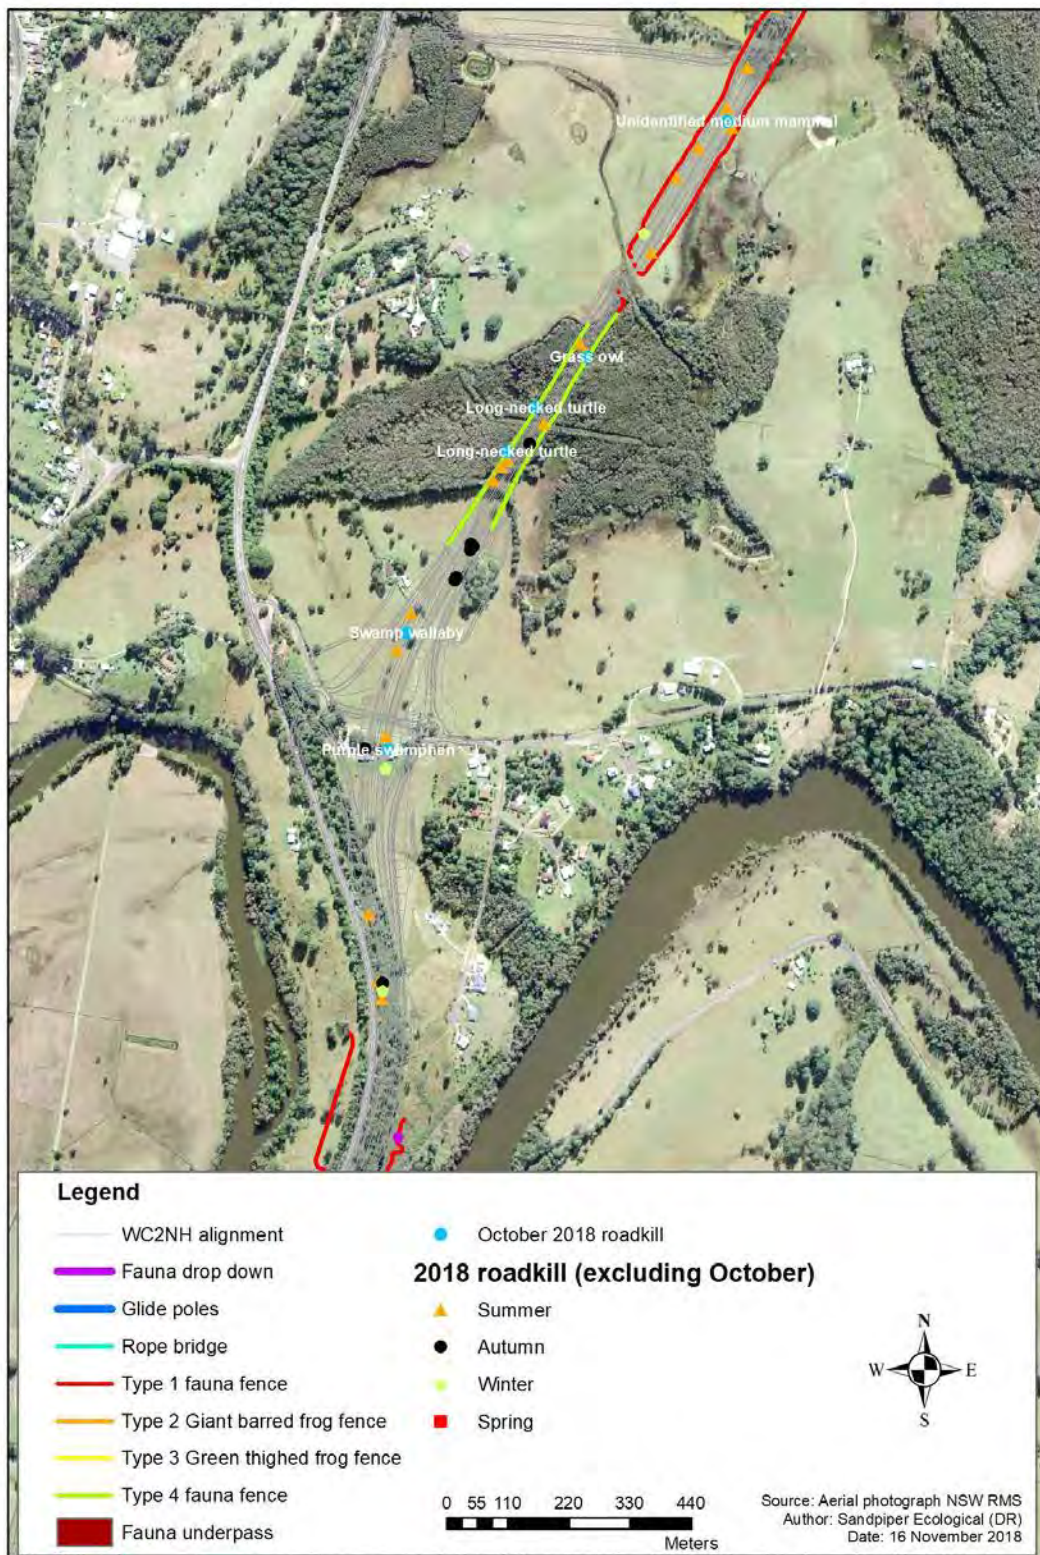 Unidentified medium mammal
Grass owl
Long-necked turtle
Long-necked turtle
Swamp wallaby
Purple swamphen
Legend
WC2NH alignment
Fauna drop down
Glide poles
Rope bridge
Type 1 fauna fence
Type 2 Giant barred frog fence
Type 3 Green thighed frog fence
Type 4 fauna fence
Fauna underpass
October 2018 roadkill
2018 roadkill (excluding October)
Summer
Autumn
Winter
Spring
N
W E
S
0 55 110 220 330 440
Meters
Source: Aerial photograph NSW RMS
Author: Sandpiper Ecological (DR)
Date: 16 November 2018